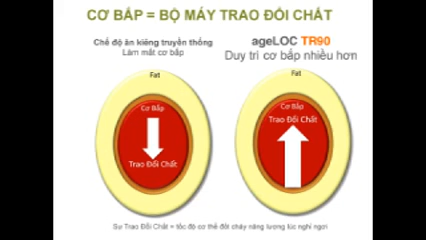 CƠ BẮP = BỘ MÁY TRAO ĐỔI CHẤT
Chế độ ăn kiêng truyền thống
Làm mất cơ bắp
ageLOC TR90
Duy trì cơ bắp nhiều hơn
Fat
Cơ Bắp
Trao Đổi Chất
Fat
Cơ Bắp
Trao Đổi Chất
Sự Trao Đổi Chất = tốc độ cơ thể đốt cháy năng lượng lúc nghỉ ngơi